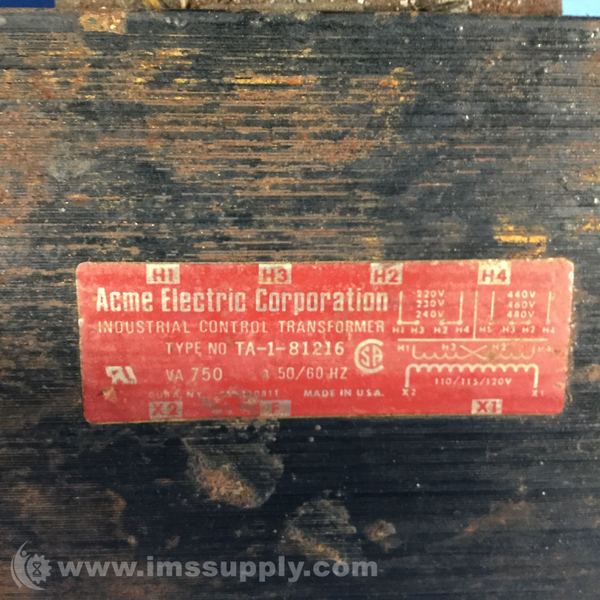 H1 H3 H2 H4
Acme Electric Corporation
INDUSTRIAL CONTROL TRANSFORMER
TYPE NO TA-1-81216
VA 750 50/60 HZ
MADE IN U.S.A.
X2 X1
220V
230V
240V
H1 H3 H2 H4
440V
460V
480V
H3 H2
H1 H3 H2
110/115/120V
X2 X1
www.imssupply.com